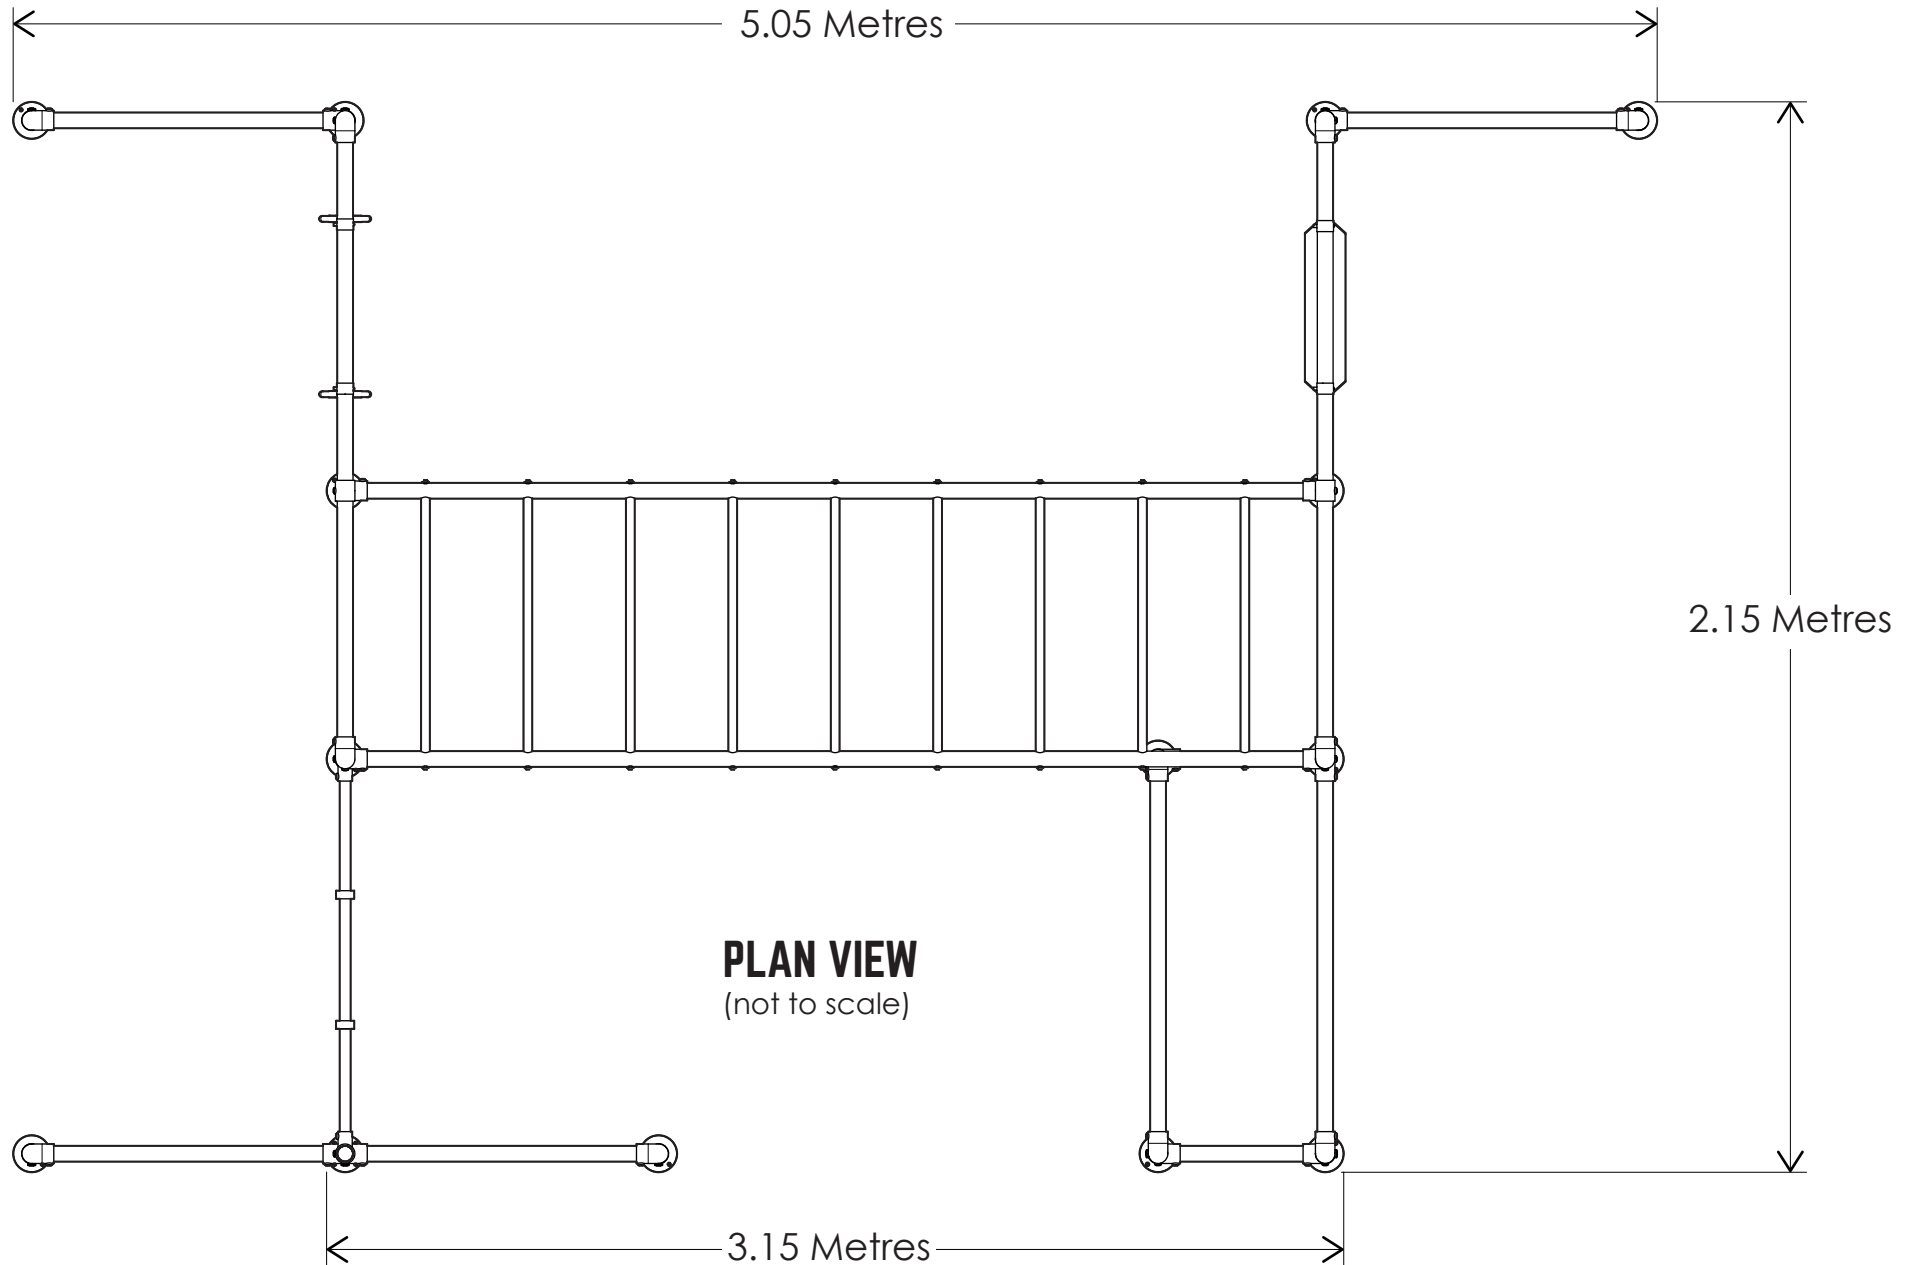 5.05 Metres
2.15 Metres
PLAN VIEW
(not to scale)
3.15 Metres